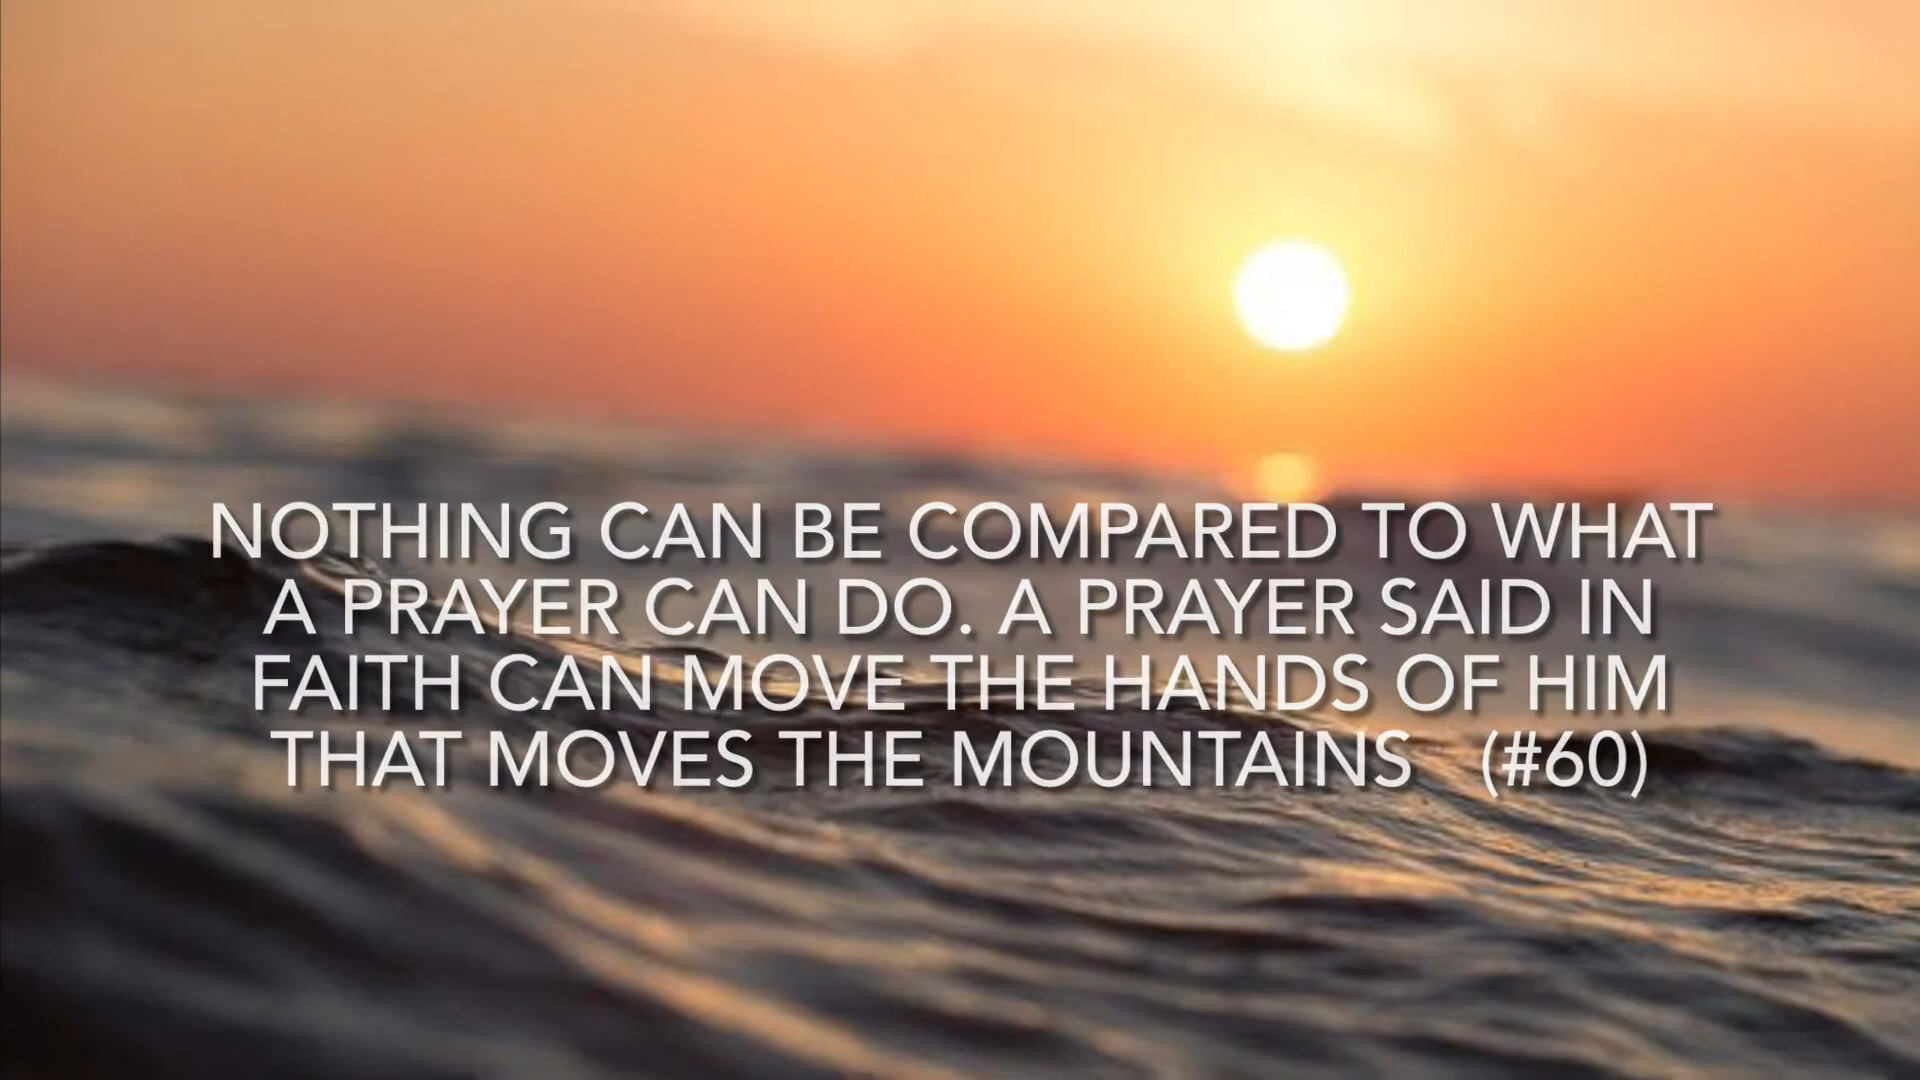 NOTHING CAN BE COMPARED TO WHAT
A PRAYER CAN DO. A PRAYER SAID IN
FAITH CAN MOVE THE HANDS OF HIM
THAT MOVES THE MOUNTAINS (#60)